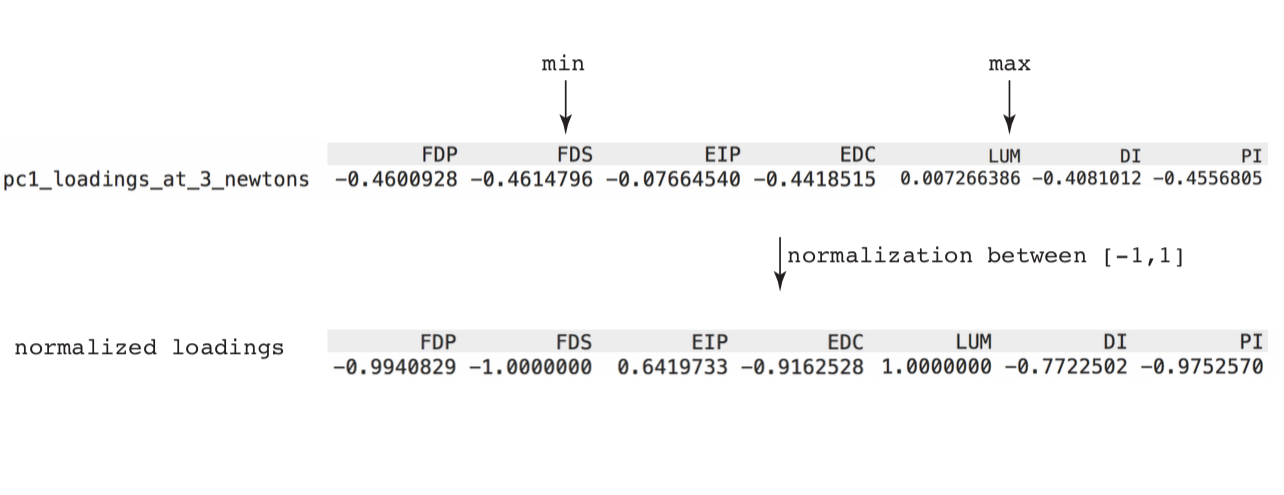 min max
FDP FDS EIP EDC LUM DI PI
pc1_loadings_at_3_newtons -0.4600928 -0.4614796 -0.07664540 -0.4418515 0.007266386 -0.4081012 -0.4556805
normalization between [-1,1]
FDP FDS EIP EDC LUM DI PI
normalized loadings -0.9940829 -1.0000000 0.6419733 -0.9162528 1.0000000 -0.7722502 -0.9752570